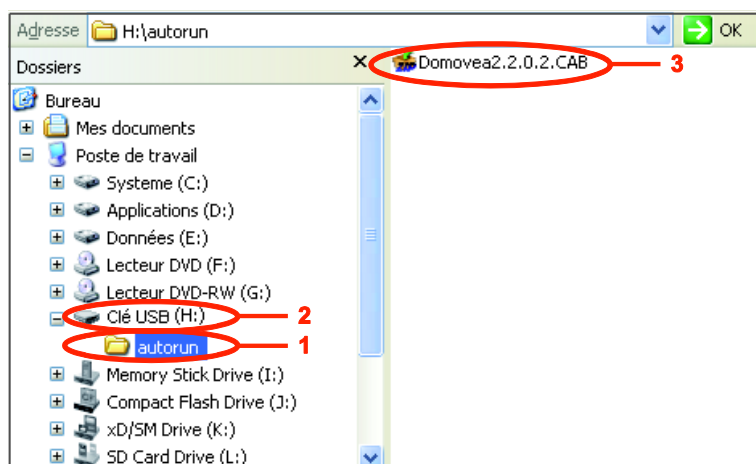 Adresse H:\autorun OK
Dossiers
Domovea2.2.0.2.CAB 3
Bureau
Mes documents
Poste de travail
Systeme (C:)
Applications (D:)
Données (E:)
Lecteur DVD (F:)
Lecteur DVD-RW (G:)
Clé USB (H:) 2
autorun 1
Memory Stick Drive (I:)
Compact Flash Drive (J:)
xD/SM Drive (K:)
SD Card Drive (L:)